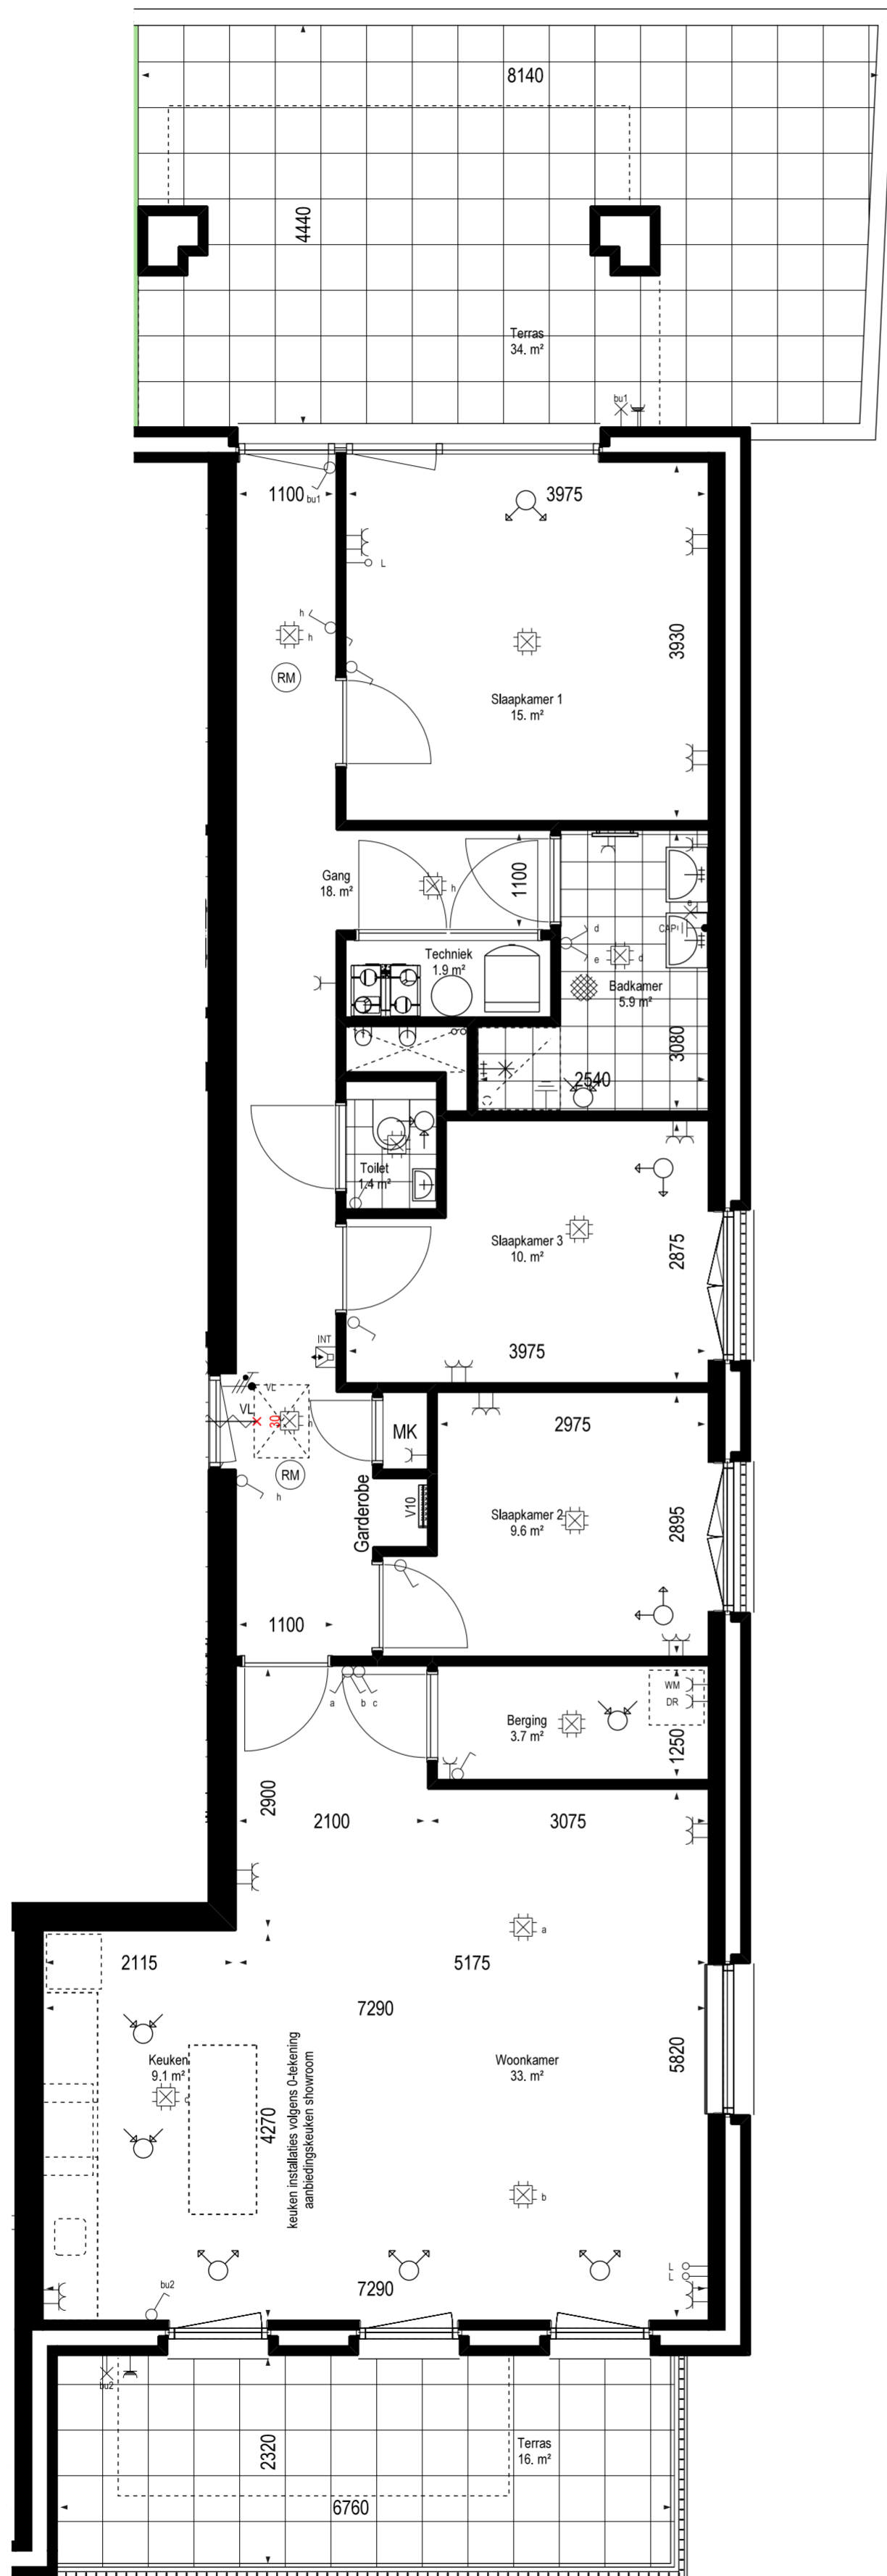 8140
4440
Terras
34. m²
bu1
1100
bu1
3975
L
h
h
RM
3930
Slaapkamer 1
15. m²
Gang
18. m²
h
1100
Techniek
1.9 m²
d
e
d
e
CAP
Badkamer
5.9 m²
3080
2540
Toilet
1.4 m²
Slaapkamer 3
10. m²
2875
3975
INT
VL
VL
30
h
RM
h
MK
V10
Garderobe
2975
Slaapkamer 2
9.6 m²
2895
1100
a
b
c
WM
DR
Berging
3.7 m²
1250
2900
2100
3075
a
2115
5175
7290
Keuken
9.1 m²
4270
keuken installaties volgens 0-tekening
aanbiedingskeuken showroom
Woonkamer
33. m²
5820
b
L
L
bu2
7290
bu2
2320
Terras
16. m²
6760